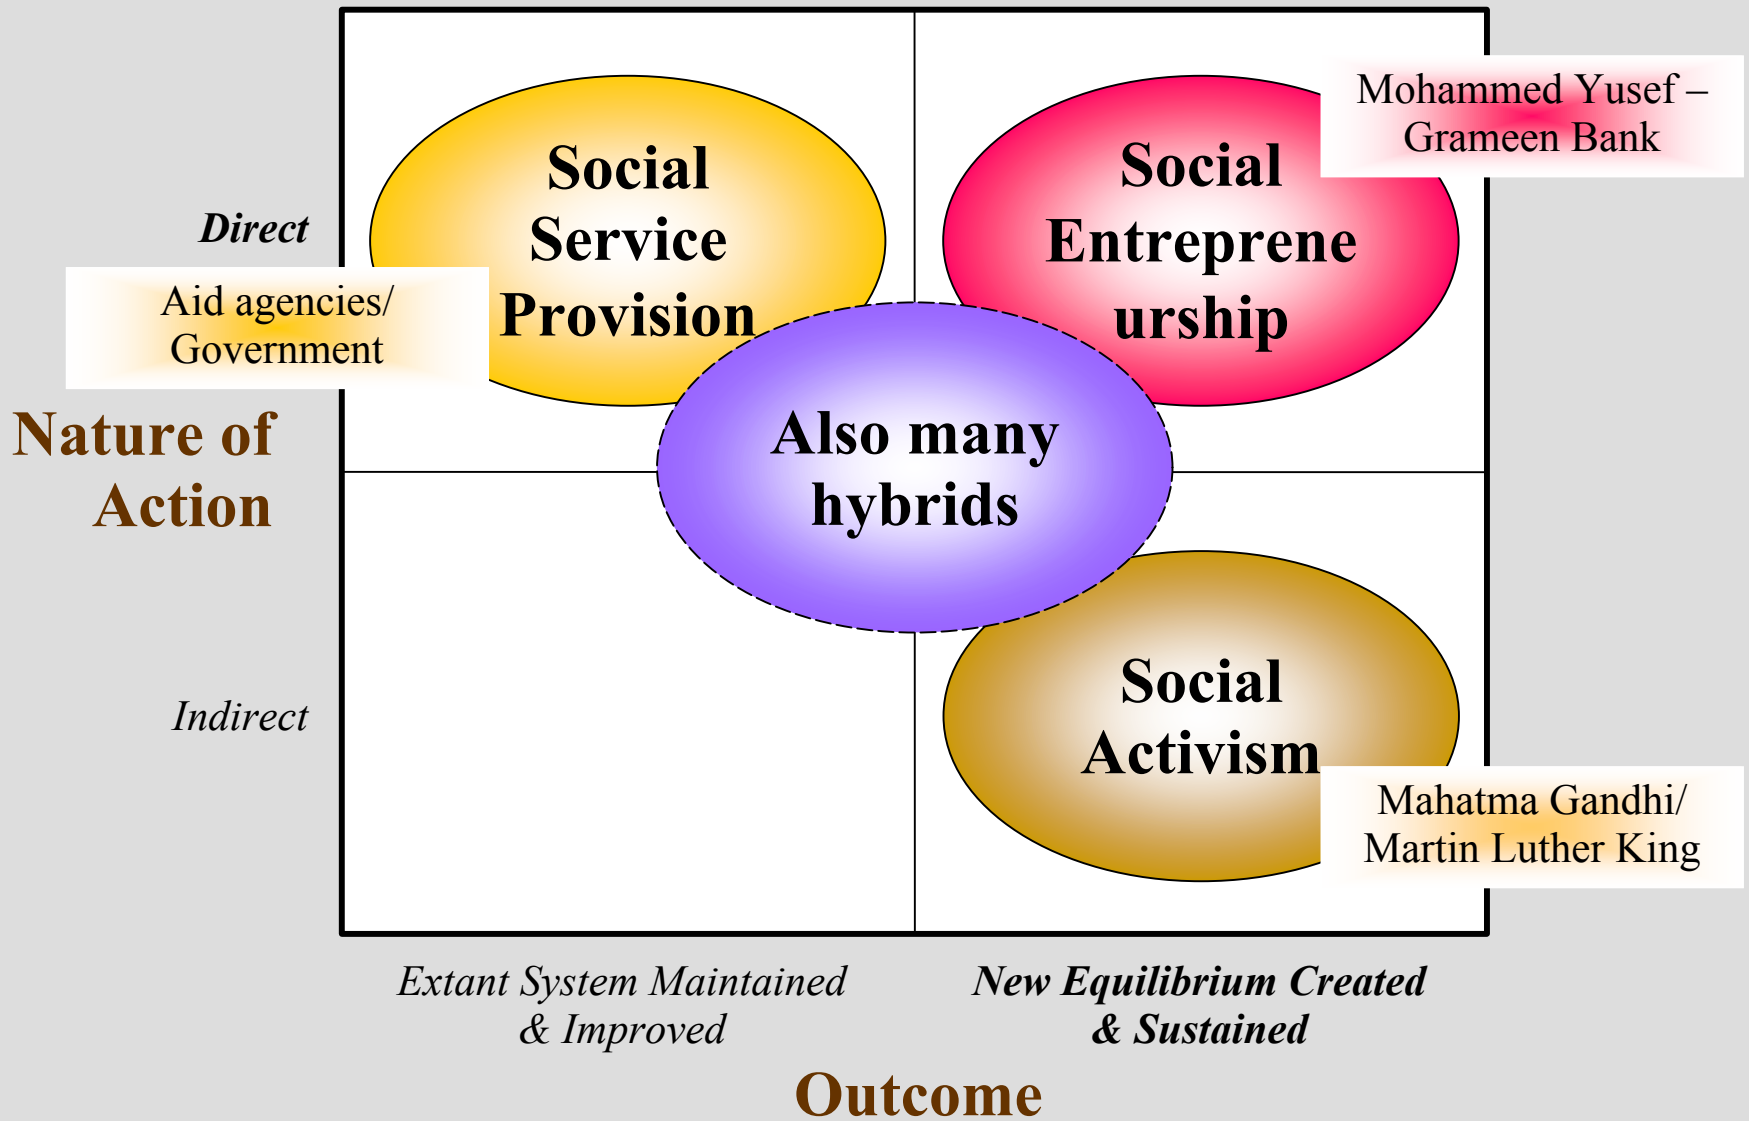 Mohammed Yusef –
Grameen Bank
Social
Service
Provision
Social
Entreprene
urship
Direct
Aid agencies/
Government
Nature of
Action
Also many
hybrids
Indirect
Social
Activism
Mahatma Gandhi/
Martin Luther King
Extant System Maintained
& Improved
New Equilibrium Created
& Sustained
Outcome